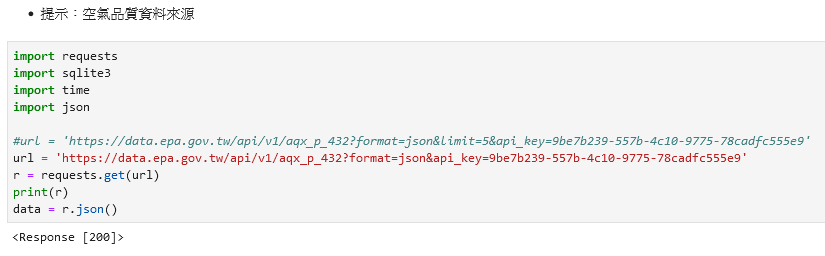 • 提示：空氣品質資料來源
import requests
import sqlite3
import time
import json
#url = 'https://data.epa.gov.tw/api/v1/aqx_p_432?format=json&limit=5&api_key=9be7b239-557b-4c10-9775-78cadfc555e9'
url = 'https://data.epa.gov.tw/api/v1/aqx_p_432?format=json&api_key=9be7b239-557b-4c10-9775-78cadfc555e9'
r = requests.get(url)
print(r)
data = r.json()
<Response [200]>